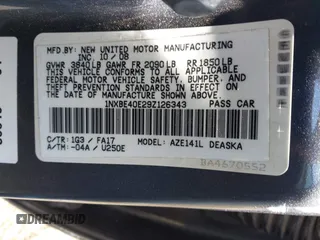 MFD BY: NEW UNITED MOTOR MANUFACTURING
INC. 10/08
GVWR 3840LB GAWR FR 2090LB RR 1850LB
THIS VEHICLE CONFORMS TO ALL APPLICABLE
FEDERAL MOTOR VEHICLE SAFETY, BUMPER, AND
THEFT PREVENTION STANDARDS IN EFFECT ON
THE DATE OF MANUFACTURE SHOWN ABOVE.
1NXBE40E29Z126343 PASS CAR
C/TR: 1G3 / FA17 MODEL: AZE141L DEASKA
A/TM: -04A / U250E
DREAMBID